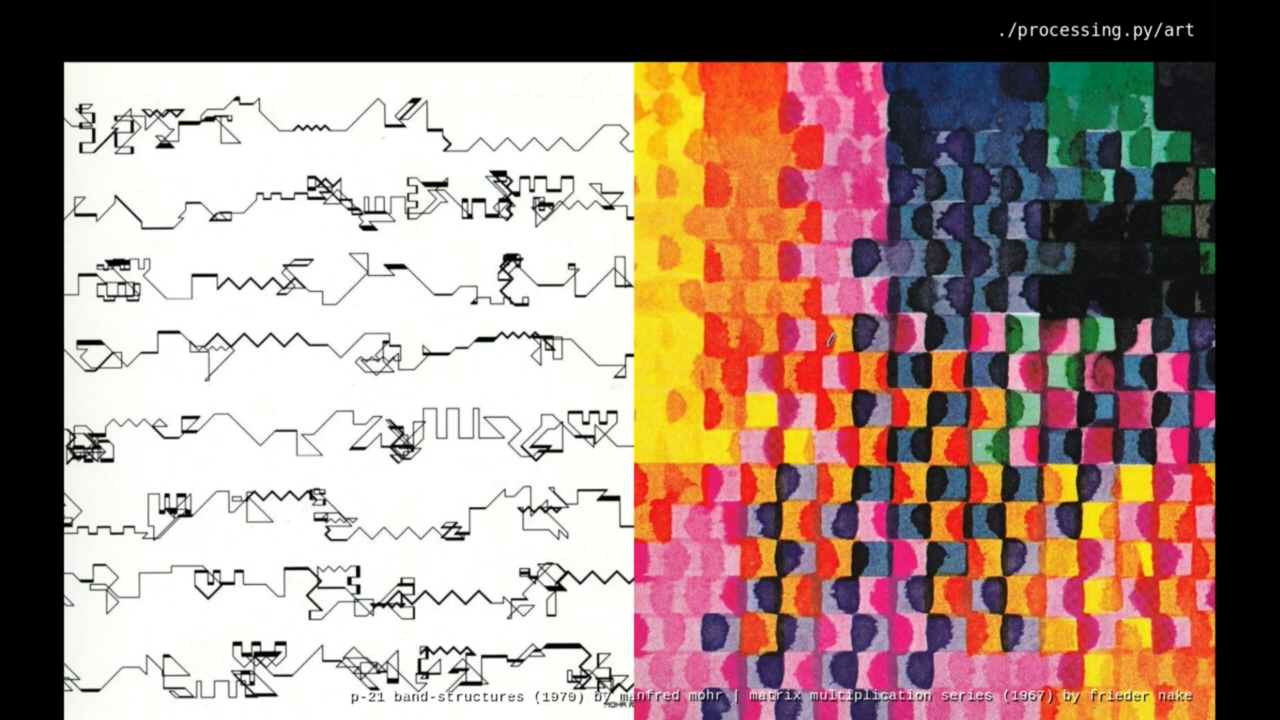 ./processing.py/art
p-21 band-structures (1970) by manfred mohr | matrix multiplication series (1967) by frieder nake